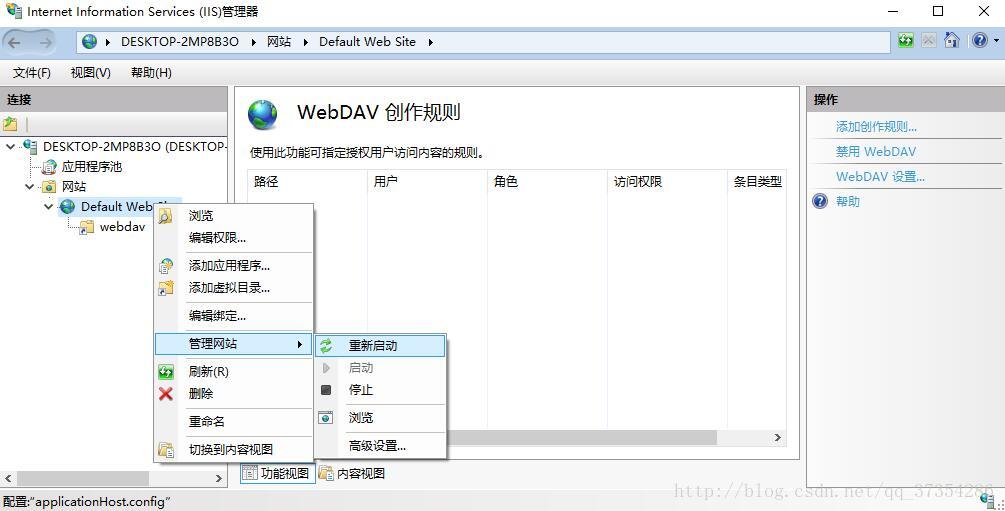 Internet Information Services (IIS)管理器
DESKTOP-2MP8B3O 网站 Default Web Site
文件(F) 视图(V) 帮助(H)
连接
DESKTOP-2MP8B3O (DESKTOP-
应用程序池
网站
Default Web Si
webdav
浏览
编辑权限...
添加应用程序...
添加虚拟目录...
编辑绑定...
管理网站
刷新(R)
删除
重命名
切换到内容视图
重新启动
启动
停止
浏览
高级设置...
WebDAV 创作规则
使用此功能可指定授权用户访问内容的规则。
路径 用户 角色 访问权限 条目类型
功能视图 内容视图
操作
添加创作规则...
禁用 WebDAV
WebDAV 设置...
帮助
配置:“applicationHost.config”
http://blog.csdn.net/qq_37354286